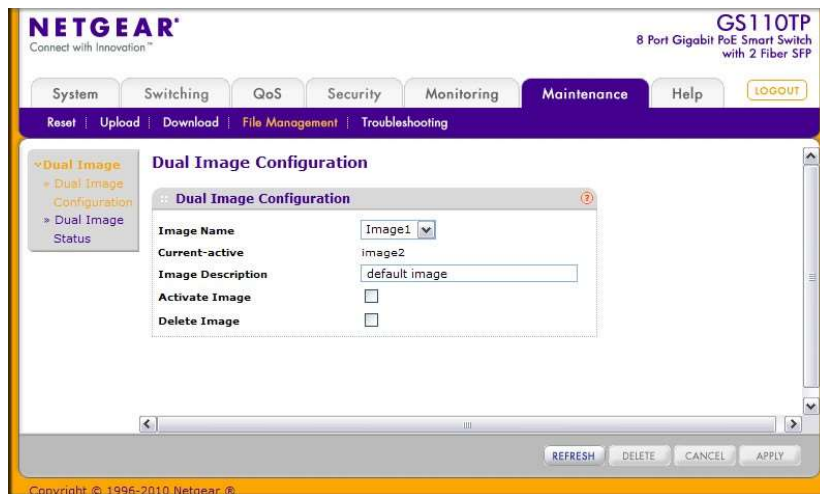 NETGEAR®
Connect with Innovation™
GS110TP
8 Port Gigabit PoE Smart Switch
with 2 Fiber SFP
System
Switching
QoS
Security
Monitoring
Maintenance
Help
LOGOUT
Reset
Upload
Download
File Management
Troubleshooting
Dual Image
» Dual Image
Configuration
» Dual Image
Status
Dual Image Configuration
Dual Image Configuration
Image Name
Image1
Current-active
image2
Image Description
default image
Activate Image
Delete Image
REFRESH
DELETE
CANCEL
APPLY
Copyright © 1996-2010 Netgear ®